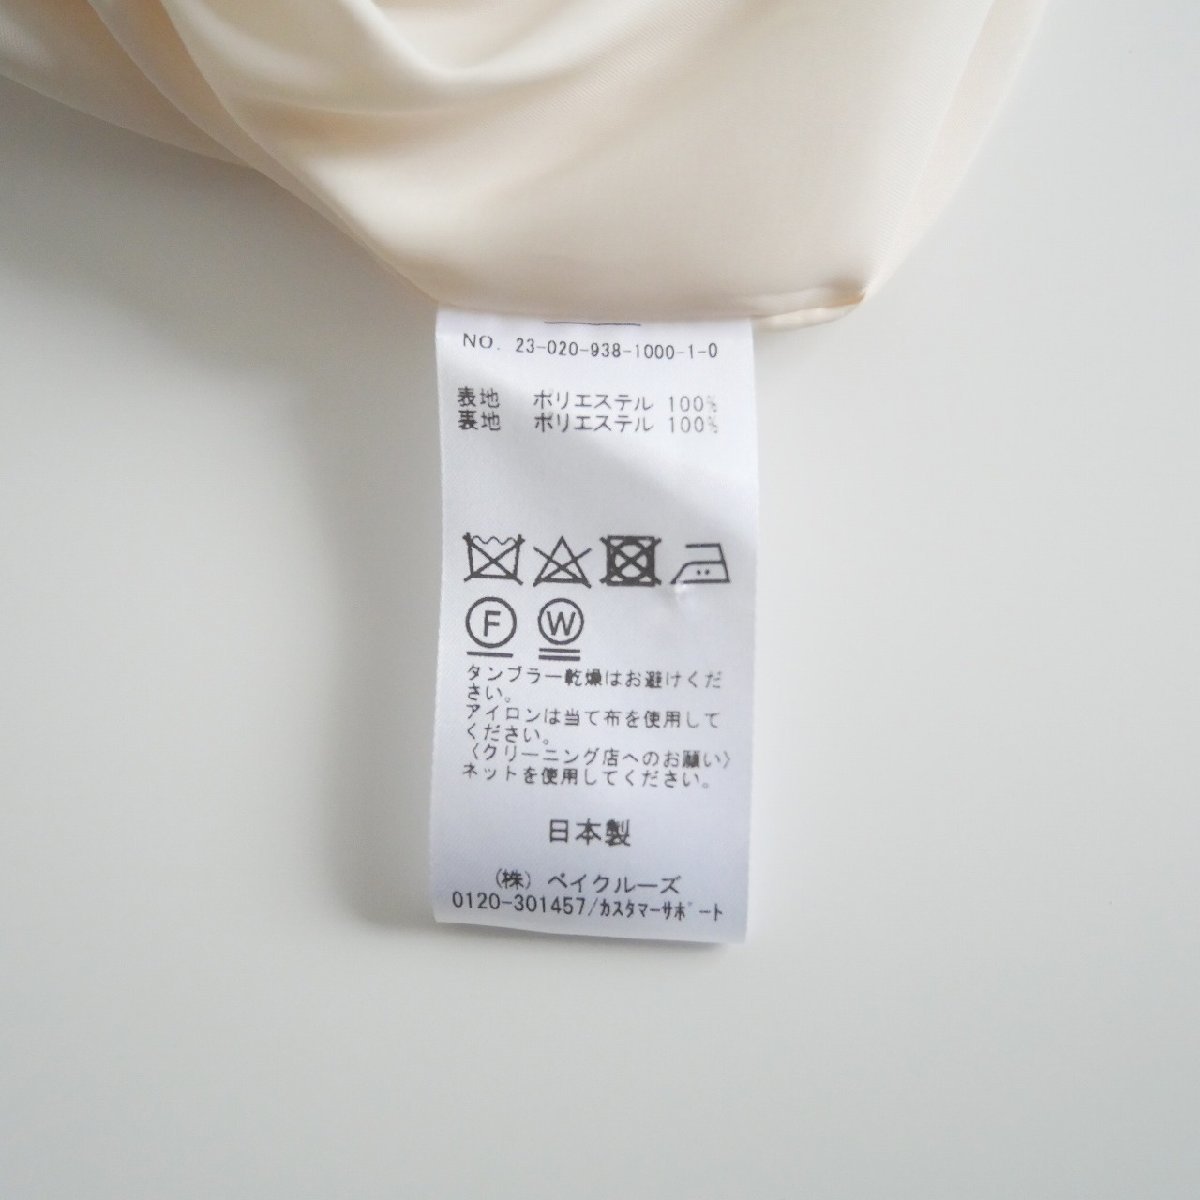 NO. 23-020-938-1000-1-0
表地 ポリエステル 100%
裏地 ポリエステル 100%
F W
タンブラー乾燥はお避けくだ
さい。
アイロンは当て布を使用して
ください。
〈クリーニング店へのお願い〉
ネットを使用してください。
日本製
(株) ベイクルーズ
0120-301457/ｶｽﾀﾏｰｻﾎﾟｰﾄ